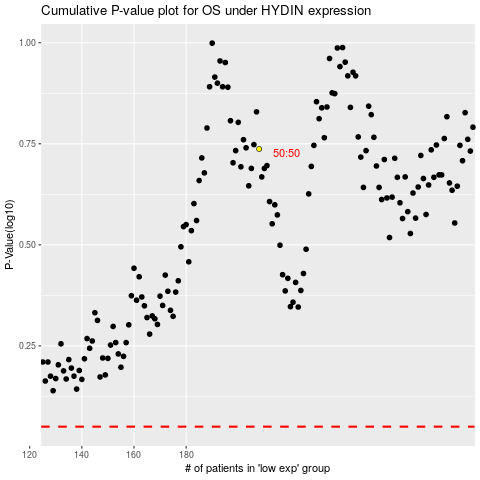 Cumulative P-value plot for OS under HYDIN expression
P-Value(log10)
1.00
0.75
0.50
0.25
50:50
120 140 160 180
# of patients in 'low exp' group